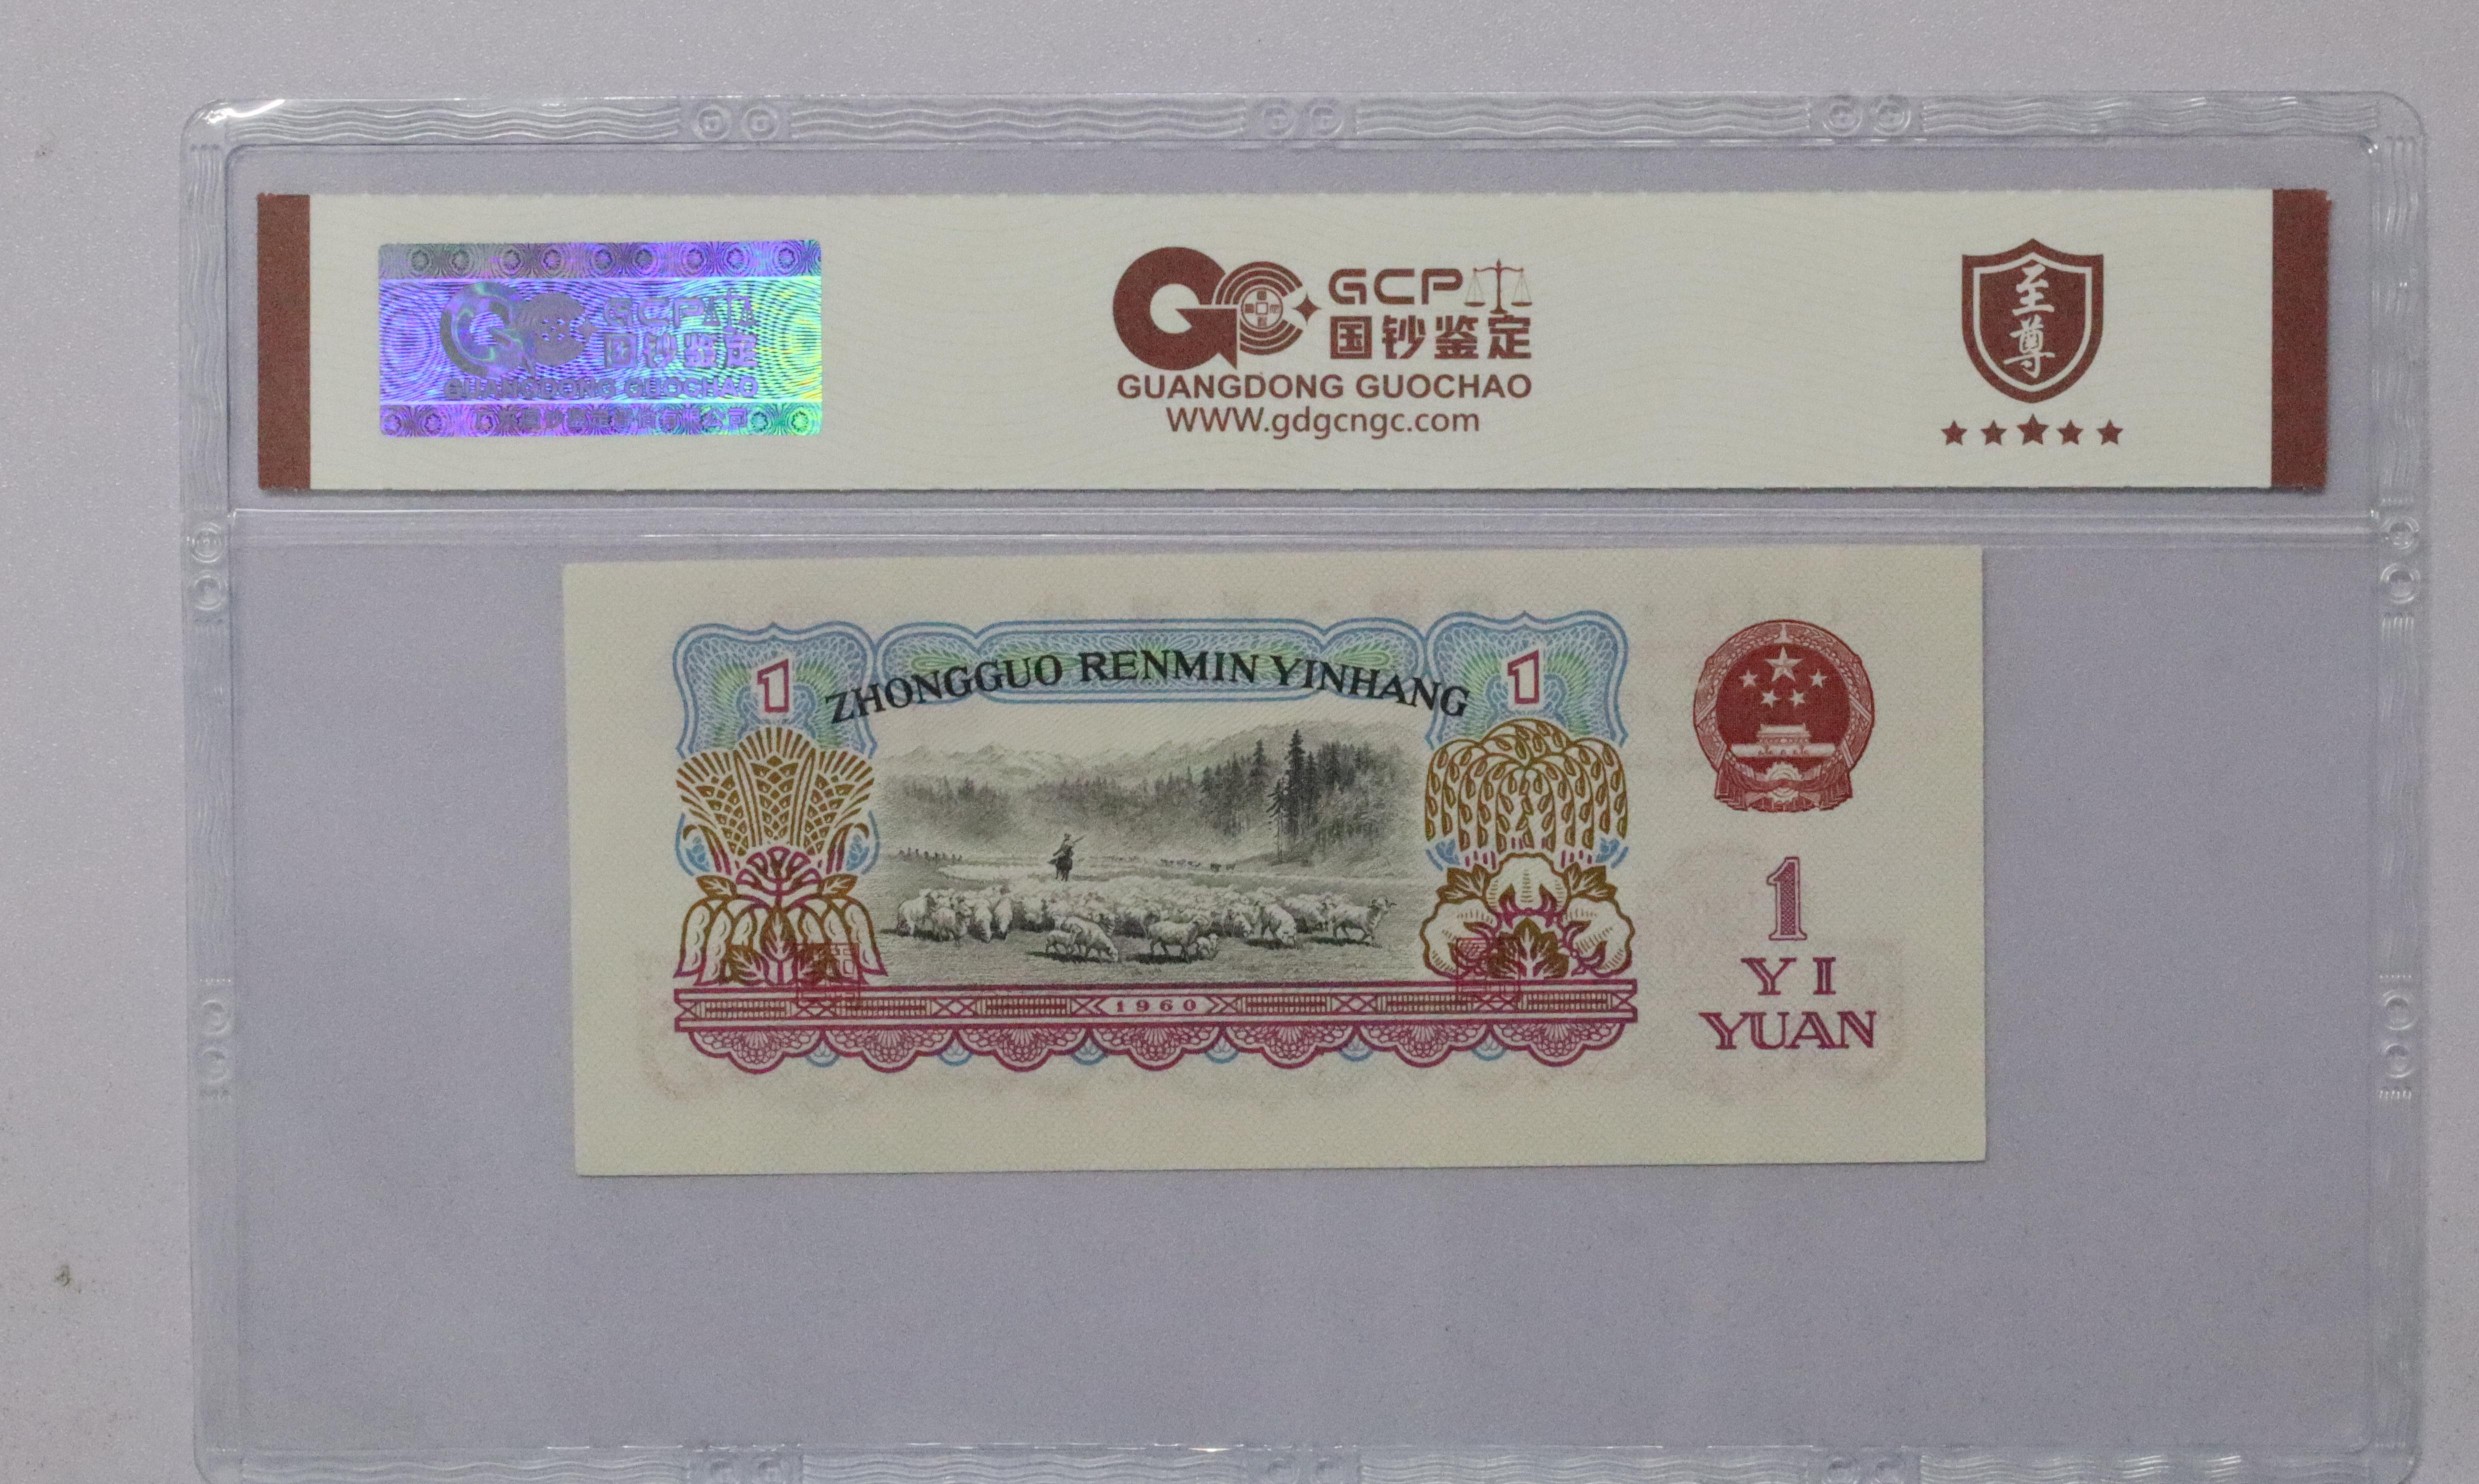 GCP
国钞鉴定
GUANGDONG GUOCHAO
GCP
国钞鉴定
GUANGDONG GUOCHAO
WWW.gdgcngc.com
至尊
1
ZHONGGUO RENMIN YINHANG
1
1960
1
YI
YUAN